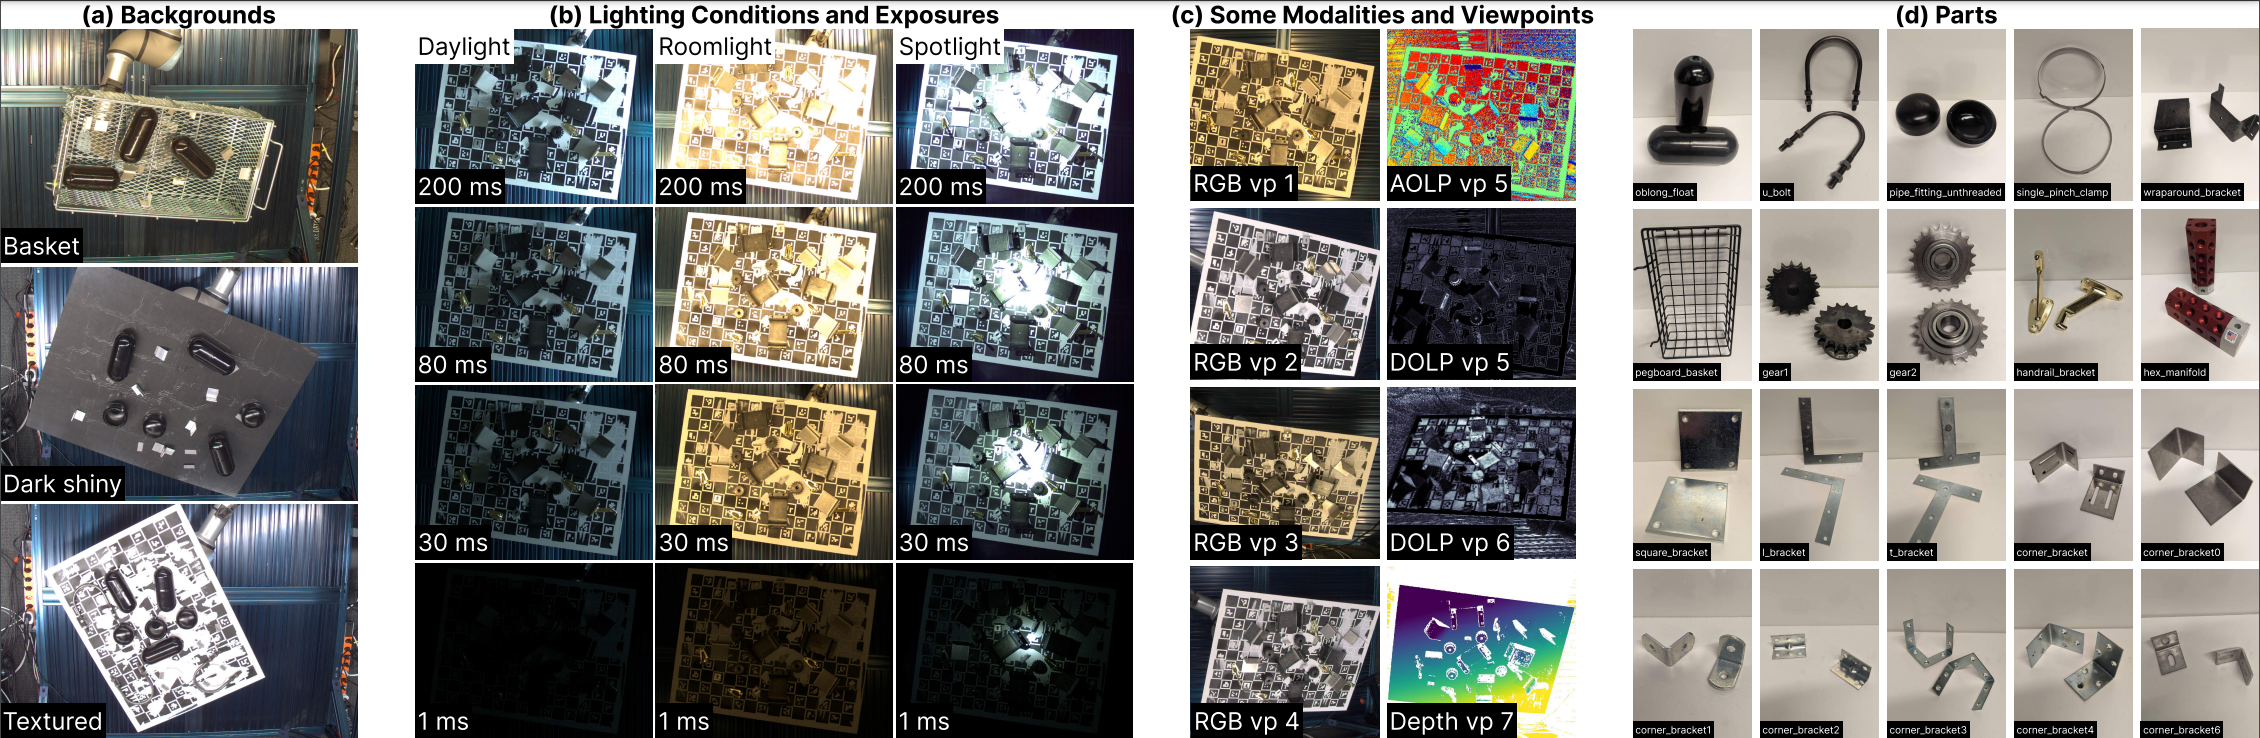 (a) Backgrounds
Basket
Dark shiny
Textured
(b) Lighting Conditions and Exposures
Daylight
Roomlight
Spotlight
200 ms
200 ms
200 ms
80 ms
80 ms
80 ms
30 ms
30 ms
30 ms
1 ms
1 ms
1 ms
(c) Some Modalities and Viewpoints
RGB vp 1
AOLP vp 5
RGB vp 2
DOLP vp 5
RGB vp 3
DOLP vp 6
RGB vp 4
Depth vp 7
(d) Parts
oblong_float
u_bolt
pipe_fitting_unthreaded
single_pinch_clamp
wraparound_bracket
pegboard_basket
gear1
gear2
handrail_bracket
hex_manifold
square_bracket
l_bracket
t_bracket
corner_bracket
corner_bracket0
corner_bracket1
corner_bracket2
corner_bracket3
corner_bracket4
corner_bracket6